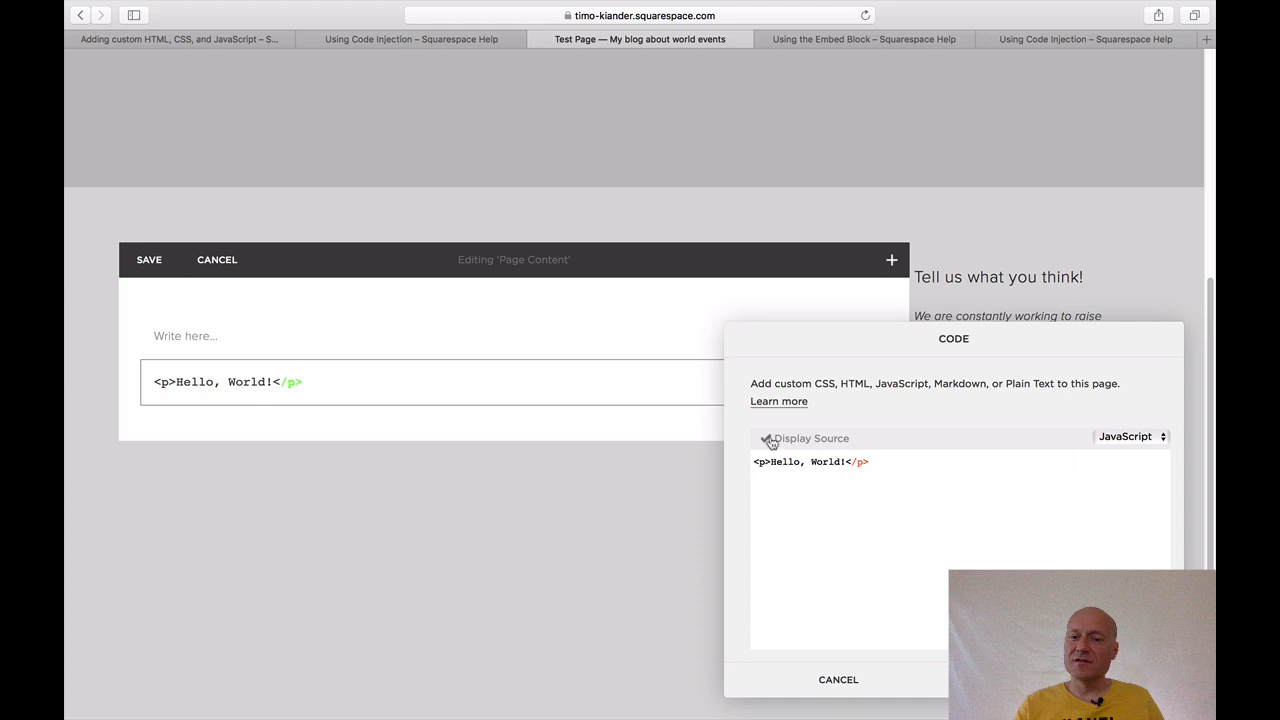 timo-kiander.squarespace.com
Adding custom HTML, CSS, and JavaScript – S...
Using Code Injection – Squarespace Help
Test Page — My blog about world events
Using the Embed Block – Squarespace Help
Using Code Injection – Squarespace Help
SAVE
CANCEL
Editing 'Page Content'
Tell us what you think!
We are constantly working to raise
Write here...
<p>Hello, World!</p>
CODE
Add custom CSS, HTML, JavaScript, Markdown, or Plain Text to this page.
Learn more
Display Source
JavaScript
<p>Hello, World!</p>
CANCEL